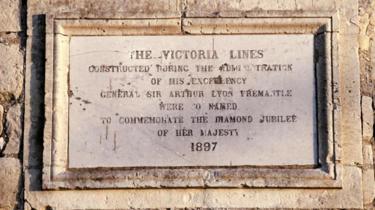 THE VICTORIA LINES
CONSTRUCTED DURING THE ADMINISTRATION
OF HIS EXCELLENCY
GENERAL SIR ARTHUR LYON FREMANTLE
WERE SO NAMED
TO COMMEMORATE THE DIAMOND JUBILEE
OF HER MAJESTY
1897